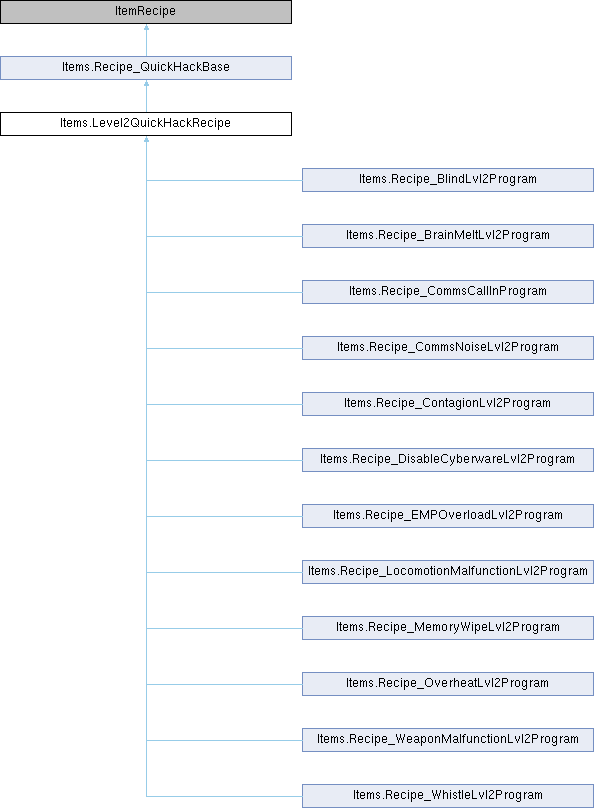 ItemRecipe
Items.Recipe_QuickHackBase
Items.Level2QuickHackRecipe
Items.Recipe_BlindLvl2Program
Items.Recipe_BrainMeltLvl2Program
Items.Recipe_CommsCallInProgram
Items.Recipe_CommsNoiseLvl2Program
Items.Recipe_ContagionLvl2Program
Items.Recipe_DisableCyberwareLvl2Program
Items.Recipe_EMPOverloadLvl2Program
Items.Recipe_LocomotionMalfunctionLvl2Program
Items.Recipe_MemoryWipeLvl2Program
Items.Recipe_OverheatLvl2Program
Items.Recipe_WeaponMalfunctionLvl2Program
Items.Recipe_WhistleLvl2Program